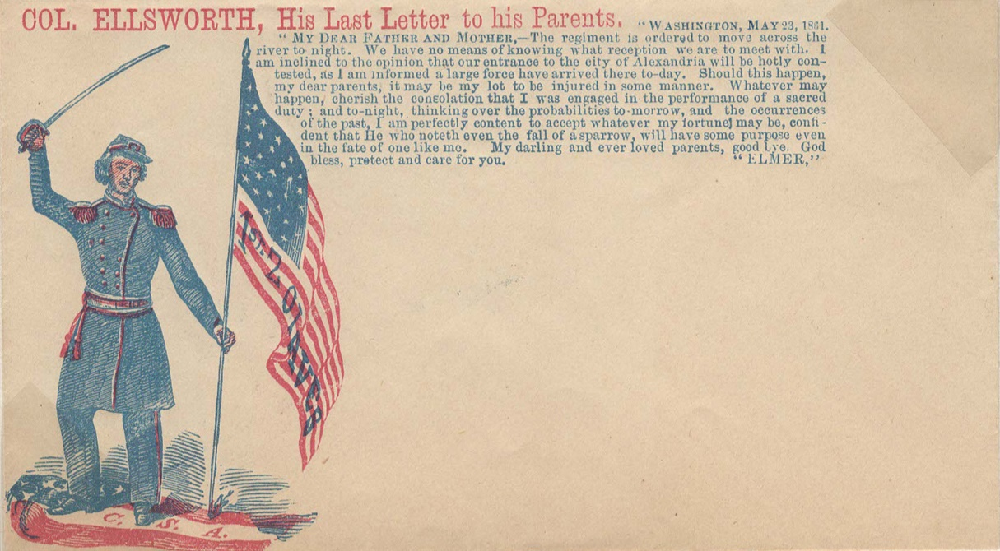 COL. ELLSWORTH, His Last Letter to his Parents.
"WASHINGTON, MAY 23, 1861.
"MY DEAR FATHER AND MOTHER,—The regiment is ordered to move across the
river to night. We have no means of knowing what reception we are to meet with. I
am inclined to the opinion that our entrance to the city of Alexandria will be hotly con-
tested, as I am informed a large force have arrived there to-day. Should this happen,
my dear parents, it may be my lot to be injured in some manner. Whatever may
happen, cherish the consolation that I was engaged in the performance of a sacred
duty; and to-night, thinking over the probabilities to-morrow, and the occurrences
of the past, I am perfectly content to accept whatever my fortune may be, confi-
dent that He who noteth even the fall of a sparrow, will have some purpose even
in the fate of one like me. My darling and ever loved parents, good bye. God
bless, protect and care for you. "ELMER,"
1ST. ZOUAVES
C. S. A.